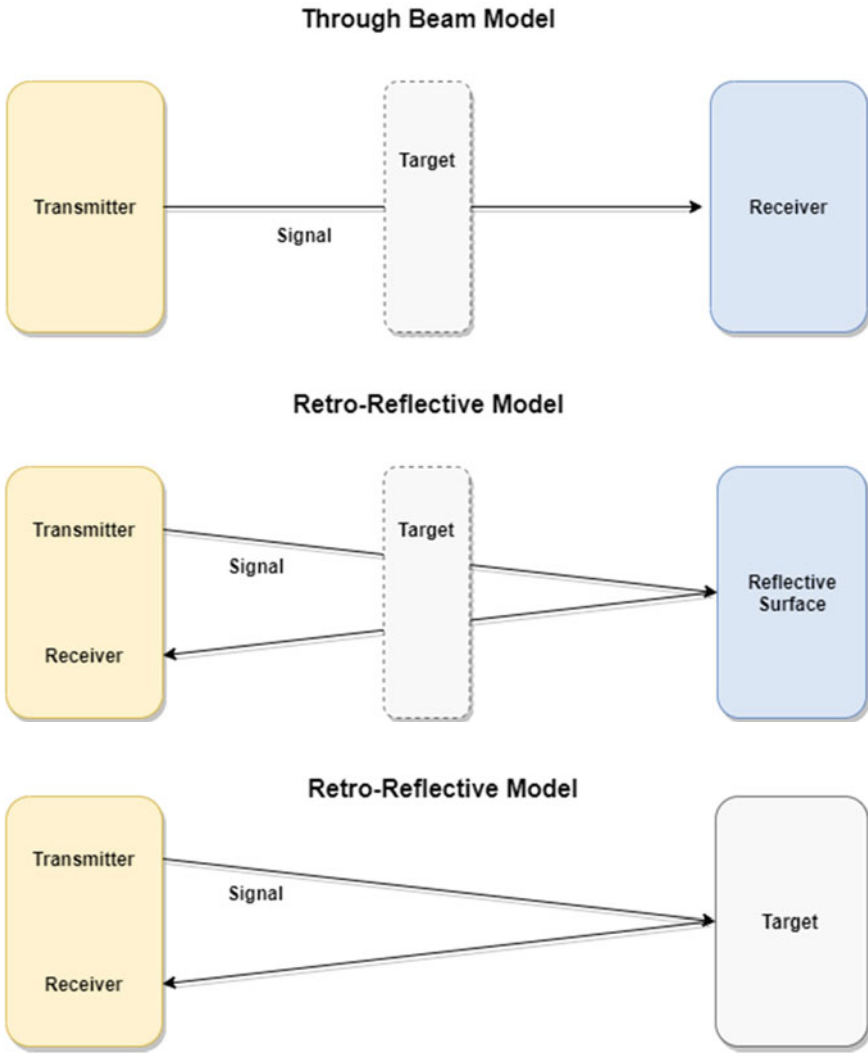 Through Beam Model
Transmitter
Signal
Target
Receiver
Retro-Reflective Model
Transmitter
Signal
Target
Receiver
Reflective
Surface
Retro-Reflective Model
Transmitter
Signal
Receiver
Target